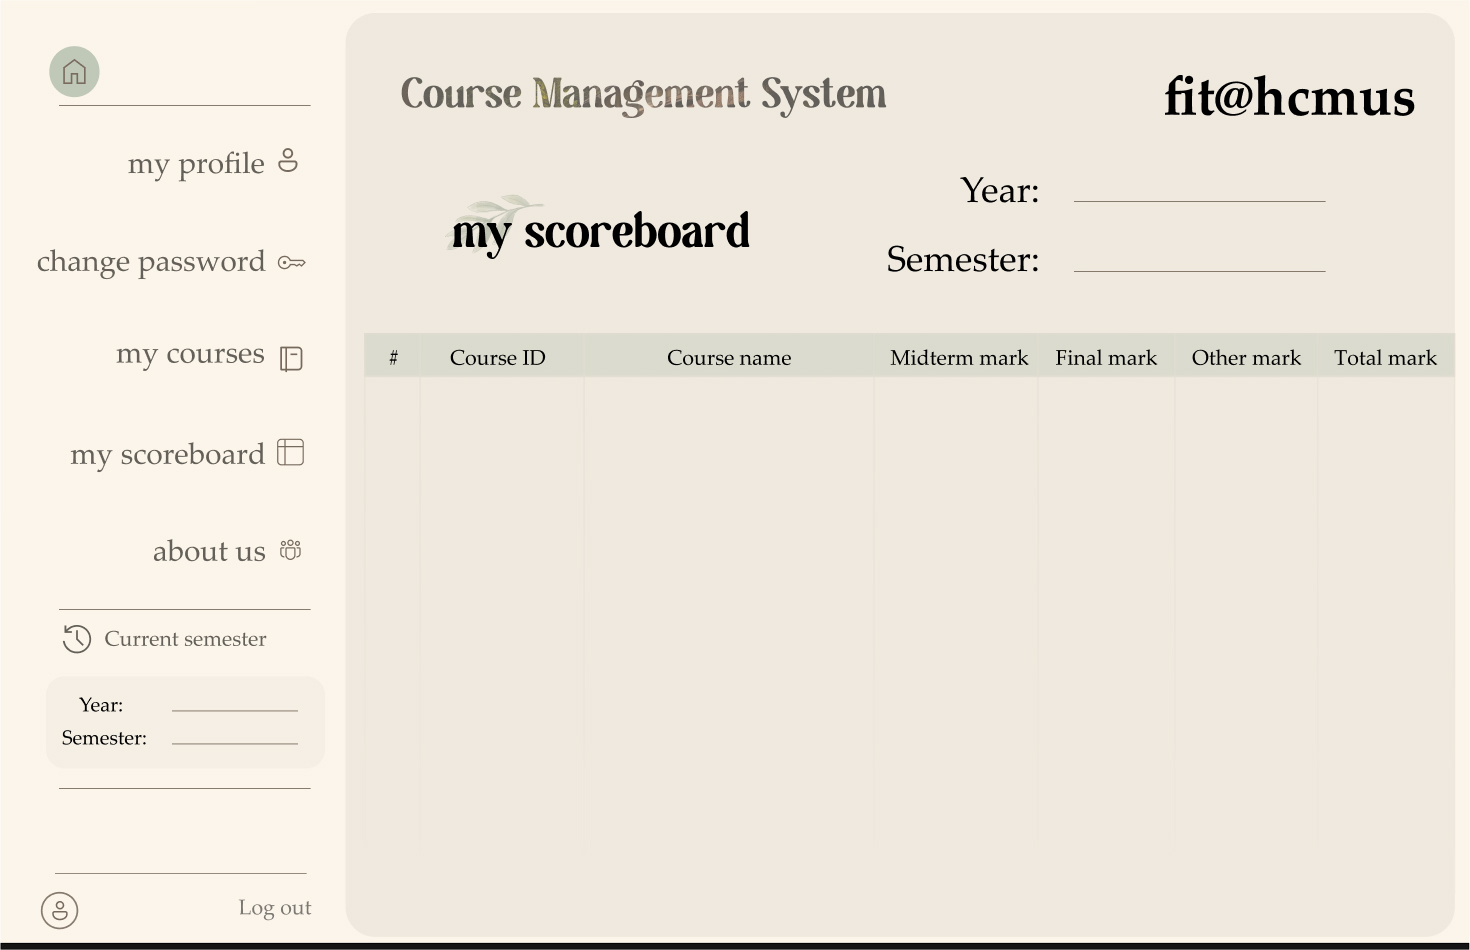 my profile
change password
my courses
my scoreboard
about us
Current semester
Year:
Semester:
Log out
Course Management System
fit@hcmus
my scoreboard
Year:
Semester:
# Course ID Course name Midterm mark Final mark Other mark Total mark